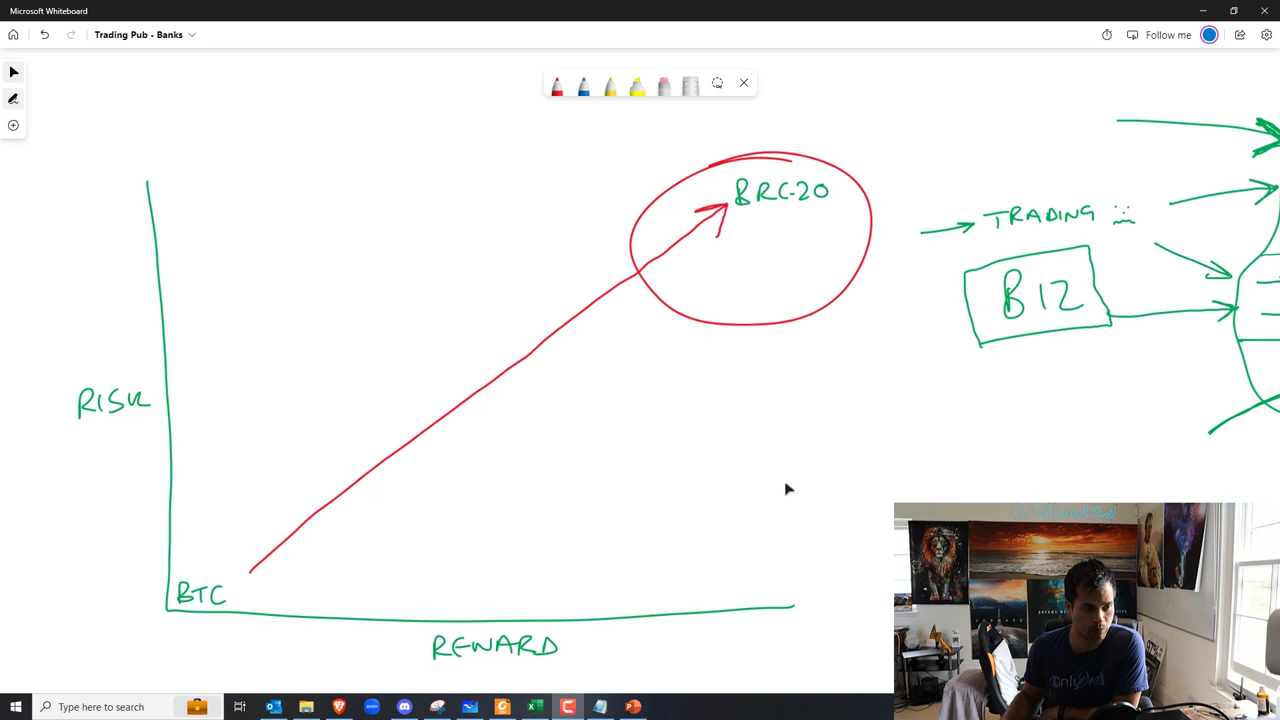 Microsoft Whiteboard
Trading Pub - Banks
Follow me
BRC-20
TRADING
B12
RISK
BTC
REWARD
Type here to search